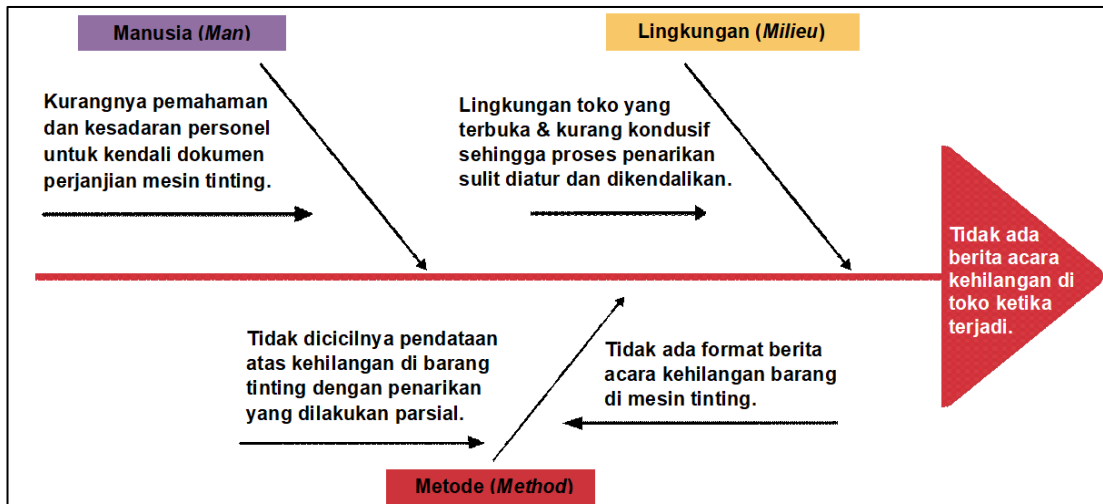 Manusia (Man)
Lingkungan (Milieu)
Kurangnya pemahaman
dan kesadaran personel
untuk kendali dokumen
perjanjian mesin tinting.
Lingkungan toko yang
terbuka & kurang kondusif
sehingga proses penarikan
sulit diatur dan dikendalikan.
Tidak ada
berita acara
kehilangan di
toko ketika
terjadi.
Tidak dicicilnya pendataan
atas kehilangan di barang
tinting dengan penarikan
yang dilakukan parsial.
Tidak ada format berita
acara kehilangan barang
di mesin tinting.
Metode (Method)